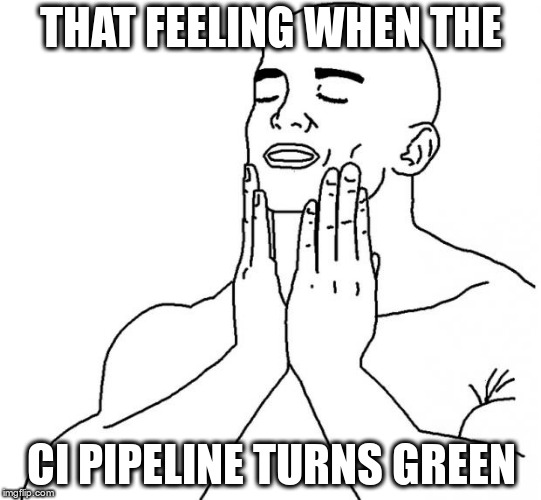 THAT FEELING WHEN THE
CI PIPELINE TURNS GREEN
imgflip.com